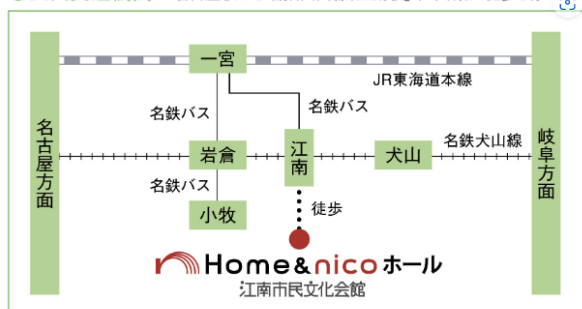 一宮
JR東海道本線
名鉄バス
名鉄バス
名古屋方面
岩倉
江南
犬山
名鉄犬山線
岐阜方面
名鉄バス
小牧
徒歩
Home&nicoホール
江南市民文化会館